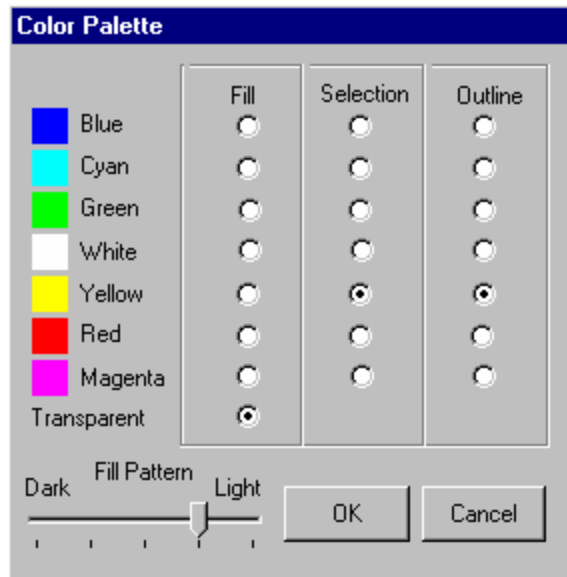 Color Palette
Fill Selection Outline
Blue
Cyan
Green
White
Yellow
Red
Magenta
Transparent
Fill Pattern
Dark Light
OK Cancel